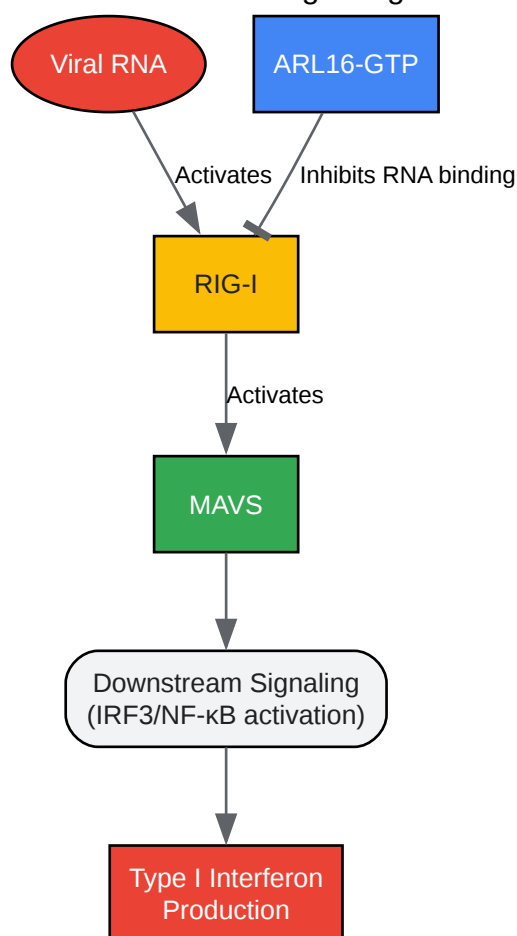 Viral RNA
ARL16-GTP
Activates
Inhibits RNA binding
RIG-I
Activates
MAVS
Downstream Signaling
(IRF3/NF-κB activation)
Type I Interferon
Production